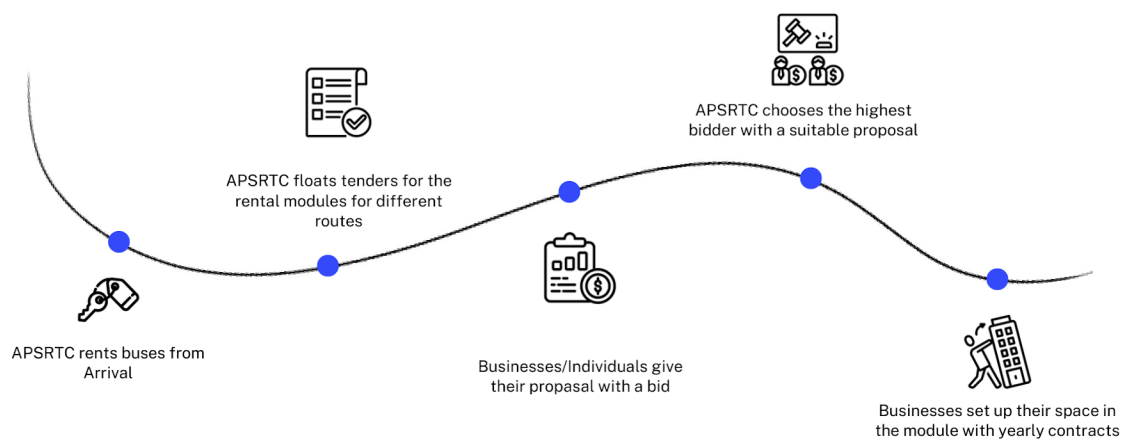 APSRTC rents buses from
Arrival
APSRTC floats tenders for the
rental modules for different
routes
Businesses/Individuals give
their propasal with a bid
APSRTC chooses the highest
bidder with a suitable proposal
Businesses set up their space in
the module with yearly contracts